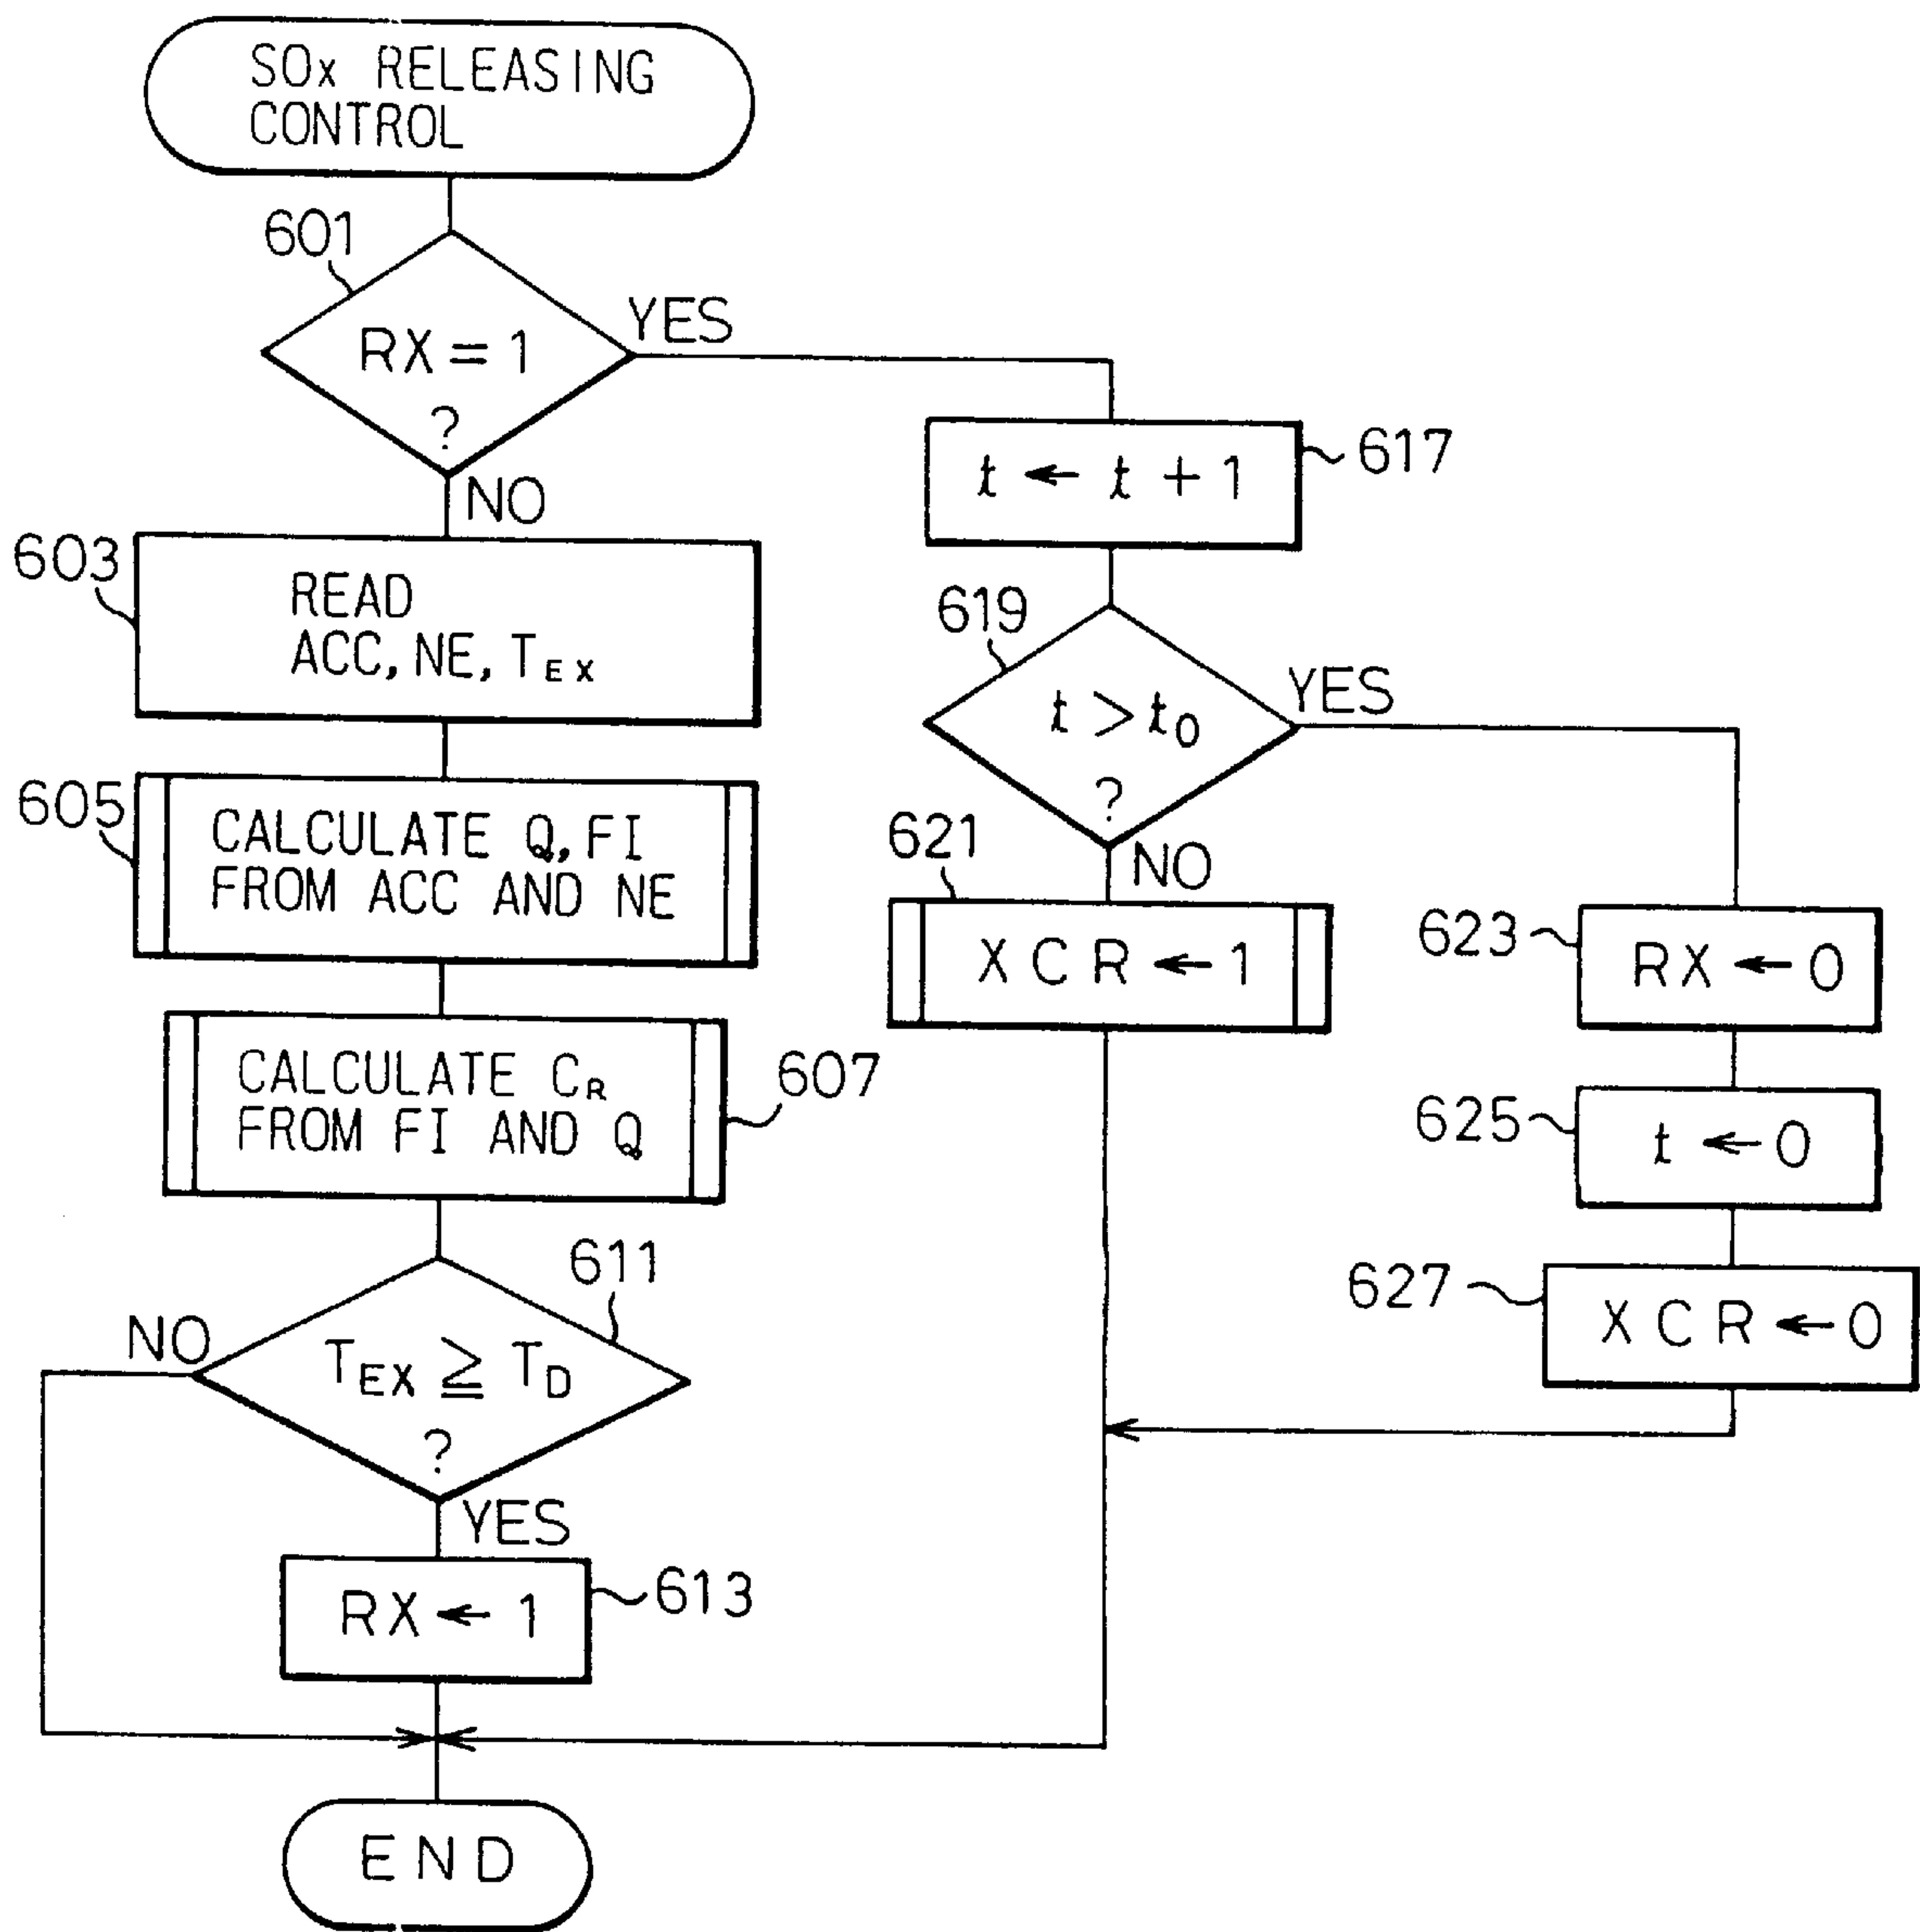 SOx RELEASING
CONTROL
601
RX = 1
?
YES
NO
603
READ
ACC, NE, TEX
605
CALCULATE Q, FI
FROM ACC AND NE
607
CALCULATE CR
FROM FI AND Q
611
TEX ≧ TD
?
NO
YES
613
RX ← 1
617
t ← t + 1
619
t > t0
?
YES
NO
621
XCR ← 1
623
RX ← 0
625
t ← 0
627
XCR ← 0
END